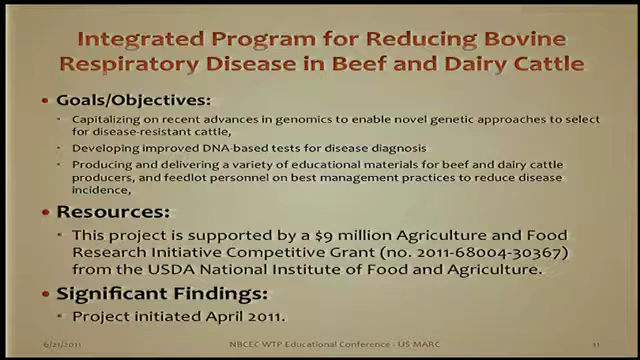 Integrated Program for Reducing Bovine
Respiratory Disease in Beef and Dairy Cattle
• Goals/Objectives:
▪ Capitalizing on recent advances in genomics to enable novel genetic approaches to select
for disease-resistant cattle,
▪ Developing improved DNA-based tests for disease diagnosis
▪ Producing and delivering a variety of educational materials for beef and dairy cattle
producers, and feedlot personnel on best management practices to reduce disease
incidence,
• Resources:
▪ This project is supported by a $9 million Agriculture and Food
Research Initiative Competitive Grant (no. 2011-68004-30367)
from the USDA National Institute of Food and Agriculture.
• Significant Findings:
▪ Project initiated April 2011.
6/21/2011 NBCEC WTP Educational Conference - US MARC 11